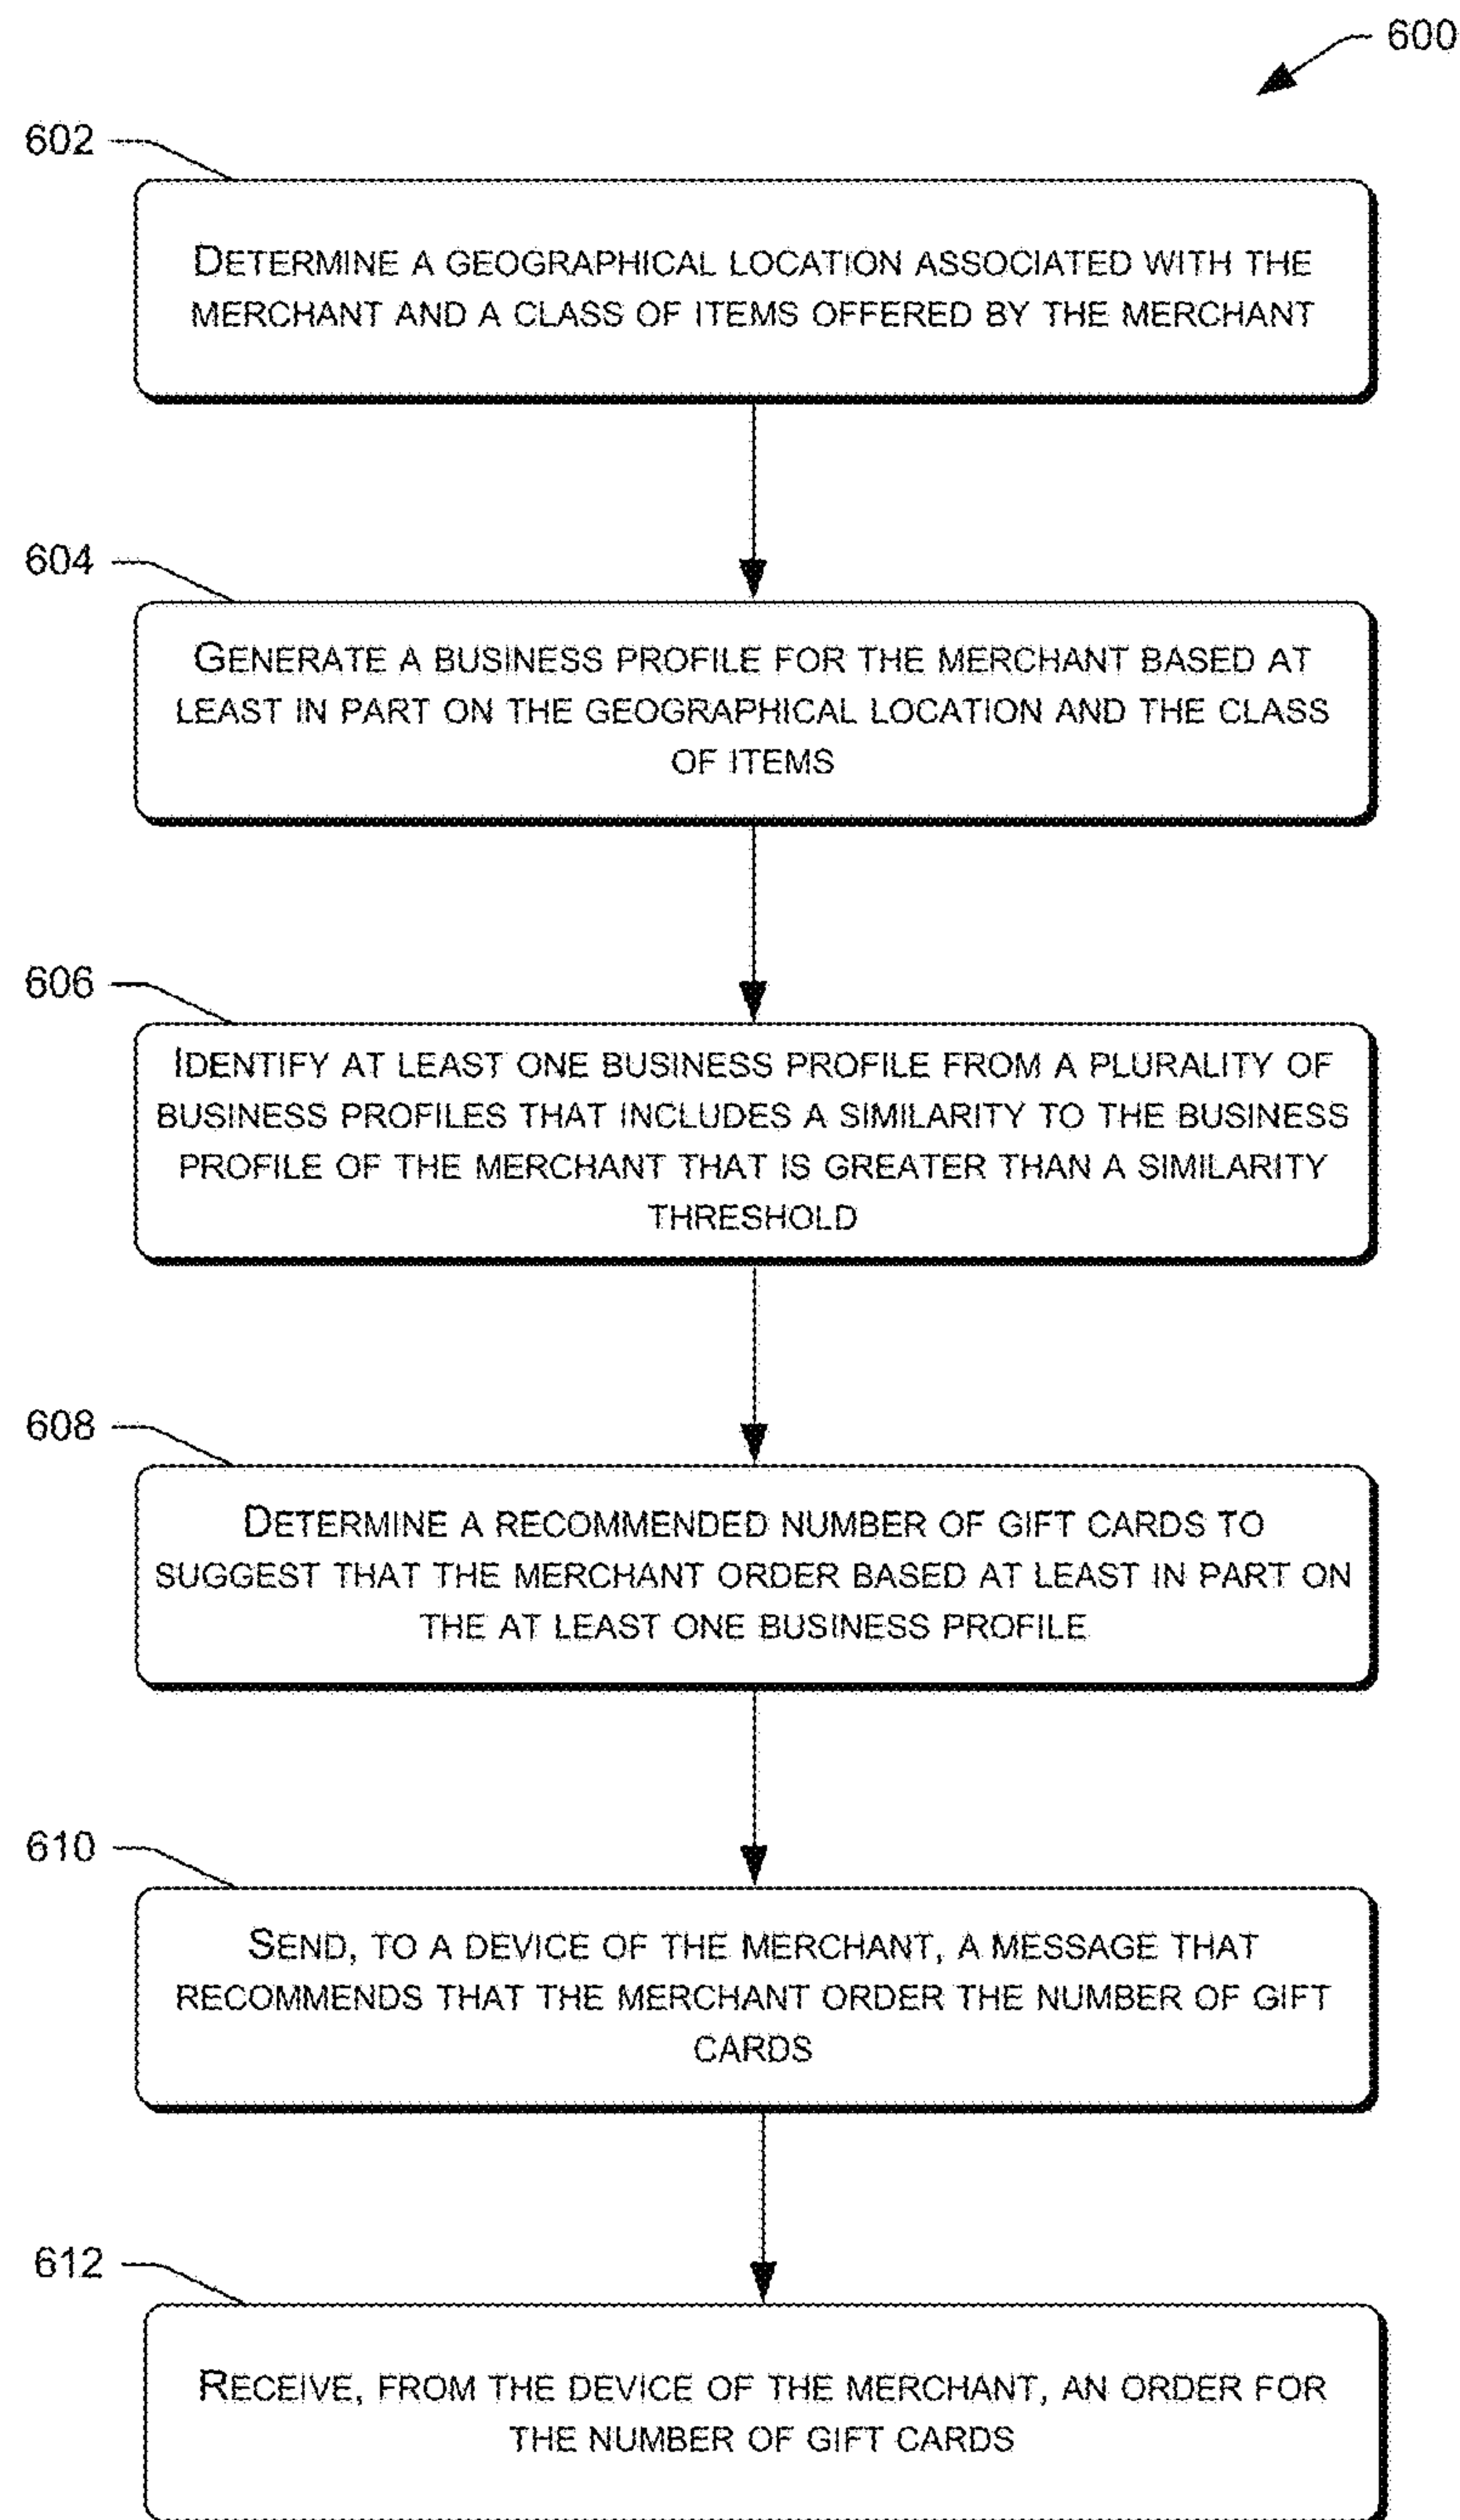 600
602
DETERMINE A GEOGRAPHICAL LOCATION ASSOCIATED WITH THE
MERCHANT AND A CLASS OF ITEMS OFFERED BY THE MERCHANT
604
GENERATE A BUSINESS PROFILE FOR THE MERCHANT BASED AT
LEAST IN PART ON THE GEOGRAPHICAL LOCATION AND THE CLASS
OF ITEMS
606
IDENTIFY AT LEAST ONE BUSINESS PROFILE FROM A PLURALITY OF
BUSINESS PROFILES THAT INCLUDES A SIMILARITY TO THE BUSINESS
PROFILE OF THE MERCHANT THAT IS GREATER THAN A SIMILARITY
THRESHOLD
608
DETERMINE A RECOMMENDED NUMBER OF GIFT CARDS TO
SUGGEST THAT THE MERCHANT ORDER BASED AT LEAST IN PART ON
THE AT LEAST ONE BUSINESS PROFILE
610
SEND, TO A DEVICE OF THE MERCHANT, A MESSAGE THAT
RECOMMENDS THAT THE MERCHANT ORDER THE NUMBER OF GIFT
CARDS
612
RECEIVE, FROM THE DEVICE OF THE MERCHANT, AN ORDER FOR
THE NUMBER OF GIFT CARDS